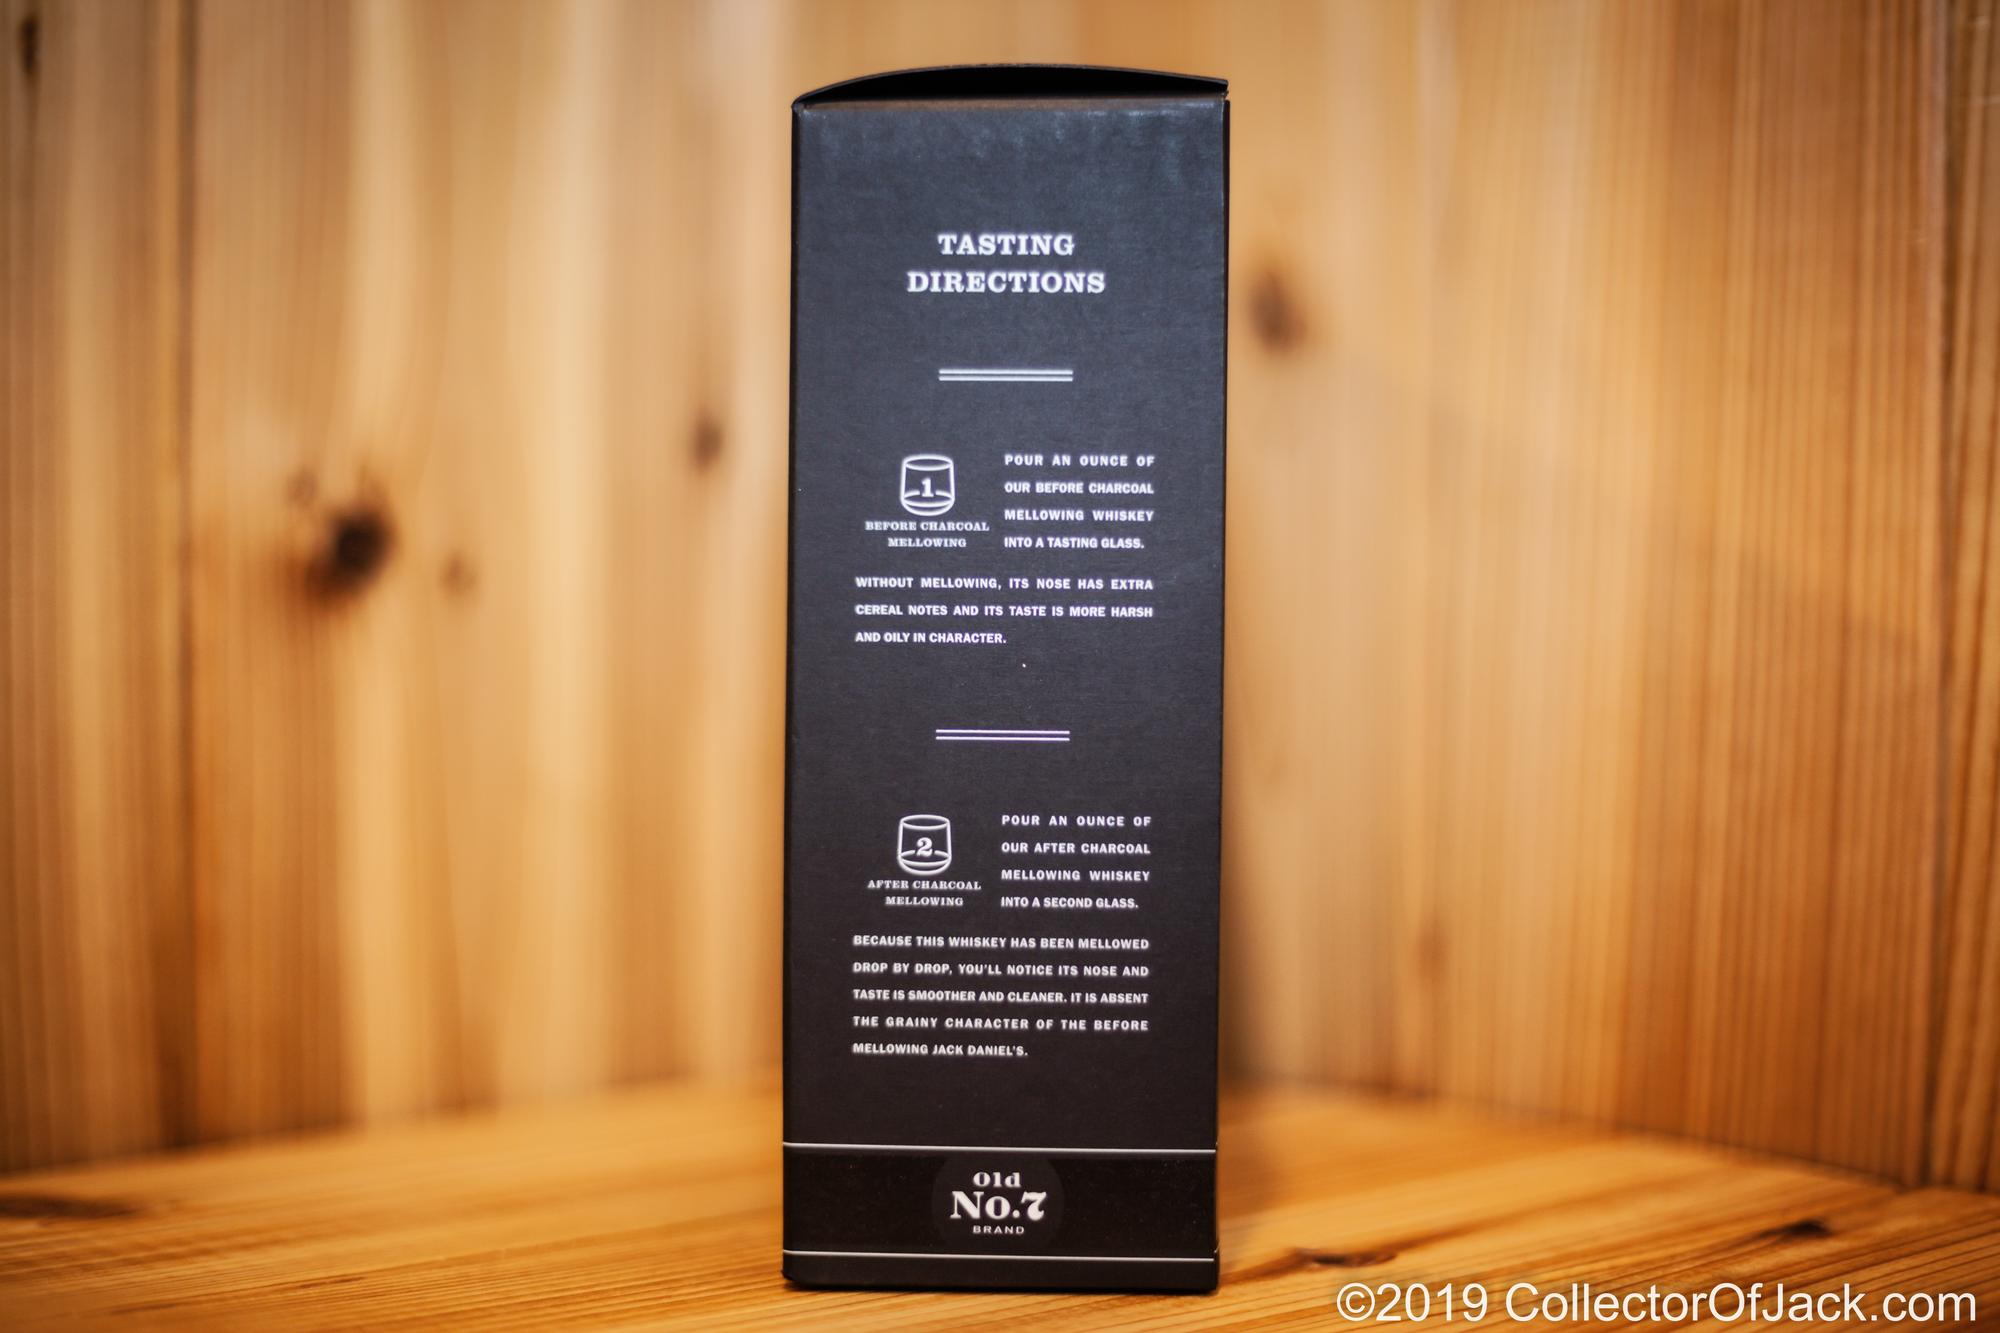 TASTING
DIRECTIONS
1
BEFORE CHARCOAL
MELLOWING
POUR AN OUNCE OF
OUR BEFORE CHARCOAL
MELLOWING WHISKEY
INTO A TASTING GLASS.
WITHOUT MELLOWING, ITS NOSE HAS EXTRA
CEREAL NOTES AND ITS TASTE IS MORE HARSH
AND OILY IN CHARACTER.
2
AFTER CHARCOAL
MELLOWING
POUR AN OUNCE OF
OUR AFTER CHARCOAL
MELLOWING WHISKEY
INTO A SECOND GLASS.
BECAUSE THIS WHISKEY HAS BEEN MELLOWED
DROP BY DROP, YOU'LL NOTICE ITS NOSE AND
TASTE IS SMOOTHER AND CLEANER. IT IS ABSENT
THE GRAINY CHARACTER OF THE BEFORE
MELLOWING JACK DANIEL'S.
Old
No.7
BRAND
©2019 CollectorOfJack.com